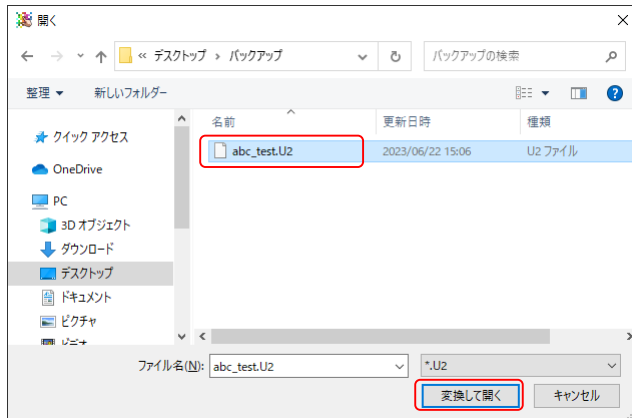 開く
« デスクトップ › バックアップ
バックアップの検索
整理 新しいフォルダー
名前 更新日時 種類
abc_test.U2 2023/06/22 15:06 U2 ファイル
クイック アクセス
OneDrive
PC
3D オブジェクト
ダウンロード
デスクトップ
ドキュメント
ピクチャ
ビデオ
ファイル名(N): abc_test.U2 *.U2
変換して開く キャンセル